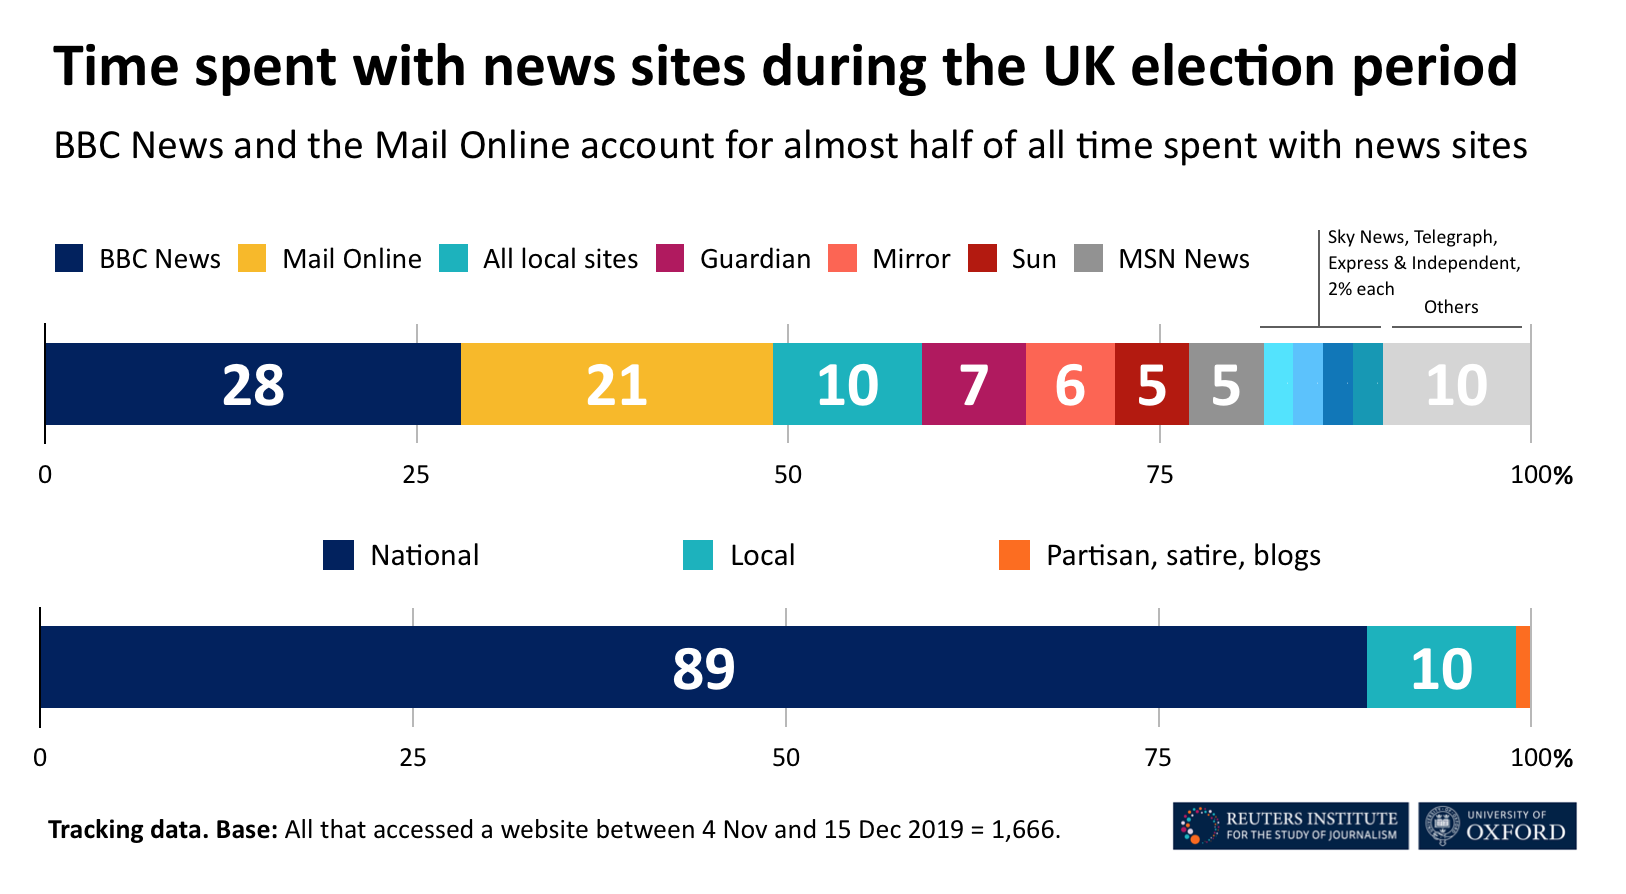 Time spent with news sites during the UK election period
BBC News and the Mail Online account for almost half of all time spent with news sites
BBC News Mail Online All local sites Guardian Mirror Sun MSN News
Sky News, Telegraph,
Express & Independent,
2% each
Others
28 21 10 7 6 5 5 10
0 25 50 75 100%
National Local Partisan, satire, blogs
89 10
0 25 50 75 100%
Tracking data. Base: All that accessed a website between 4 Nov and 15 Dec 2019 = 1,666.
REUTERS INSTITUTE
FOR THE STUDY OF JOURNALISM
UNIVERSITY OF
OXFORD